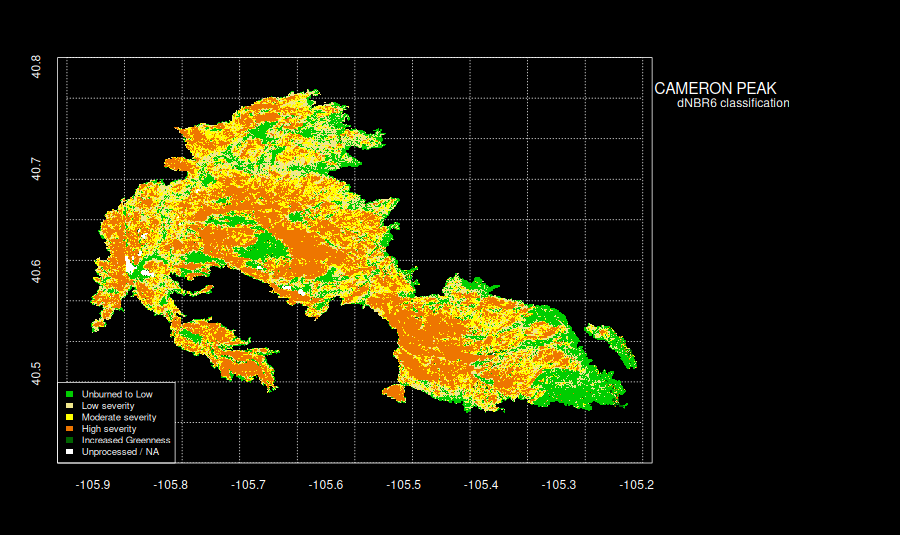 CAMERON PEAK
dNBR6 classification
40.8
40.7
40.6
40.5
Unburned to Low
Low severity
Moderate severity
High severity
Increased Greenness
Unprocessed / NA
-105.9 -105.8 -105.7 -105.6 -105.5 -105.4 -105.3 -105.2